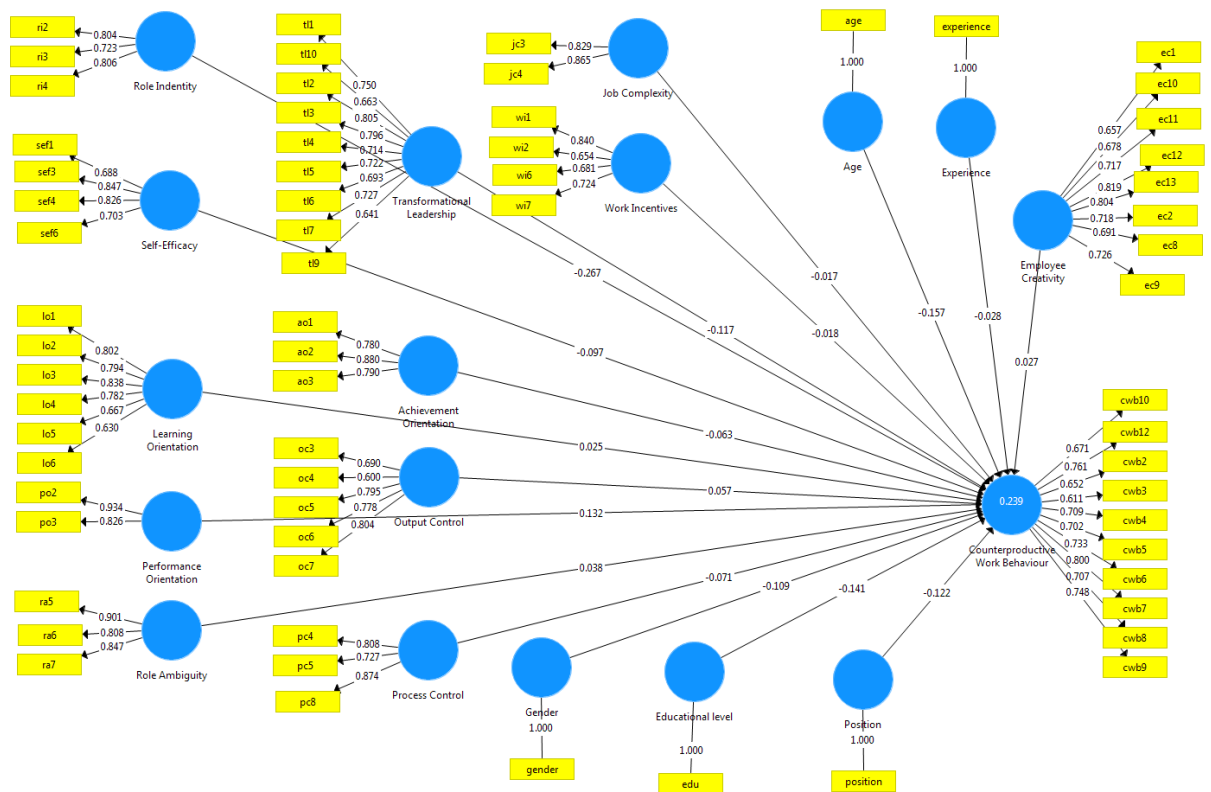 ri2
ri3
ri4
0.804
0.723
0.806
Role Indentity
sef1
sef3
sef4
sef6
0.688
0.847
0.826
0.703
Self-Efficacy
lo1
lo2
lo3
lo4
lo5
lo6
0.802
0.794
0.838
0.782
0.667
0.630
Learning
Orientation
po2
po3
0.934
0.826
Performance
Orientation
ra5
ra6
ra7
0.901
0.808
0.847
Role Ambiguity
tl1
tl10
tl2
tl3
tl4
tl5
tl6
tl7
tl9
0.750
0.663
0.805
0.796
0.714
0.722
0.693
0.727
0.641
Transformational
Leadership
ao1
ao2
ao3
0.780
0.880
0.790
Achievement
Orientation
oc3
oc4
oc5
oc6
oc7
0.690
0.600
0.795
0.778
0.804
Output Control
pc4
pc5
pc8
0.808
0.727
0.874
Process Control
jc3
jc4
0.829
0.865
Job Complexity
wi1
wi2
wi6
wi7
0.840
0.654
0.681
0.724
Work Incentives
age
1.000
Age
experience
1.000
Experience
ec1
ec10
ec11
ec12
ec13
ec2
ec8
ec9
0.657
0.678
0.717
0.819
0.804
0.718
0.691
0.726
Employee
Creativity
-0.267
-0.117
-0.097
-0.017
-0.018
-0.157
-0.028
0.027
-0.063
0.025
0.057
0.132
0.038
-0.071
-0.109
-0.141
-0.122
0.239
Counterproductive
Work Behaviour
cwb10
cwb12
cwb2
cwb3
cwb4
cwb5
cwb6
cwb7
cwb8
cwb9
0.671
0.761
0.652
0.611
0.709
0.702
0.733
0.800
0.707
0.748
Gender
1.000
gender
Educational level
1.000
edu
Position
1.000
position